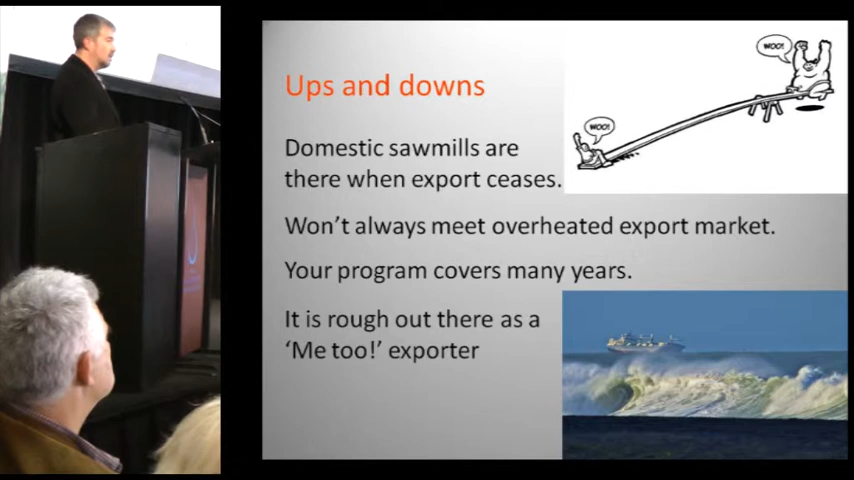 Ups and downs
WOO!
WOO!
Domestic sawmills are
there when export ceases.
Won't always meet overheated export market.
Your program covers many years.
It is rough out there as a
‘Me too!’ exporter